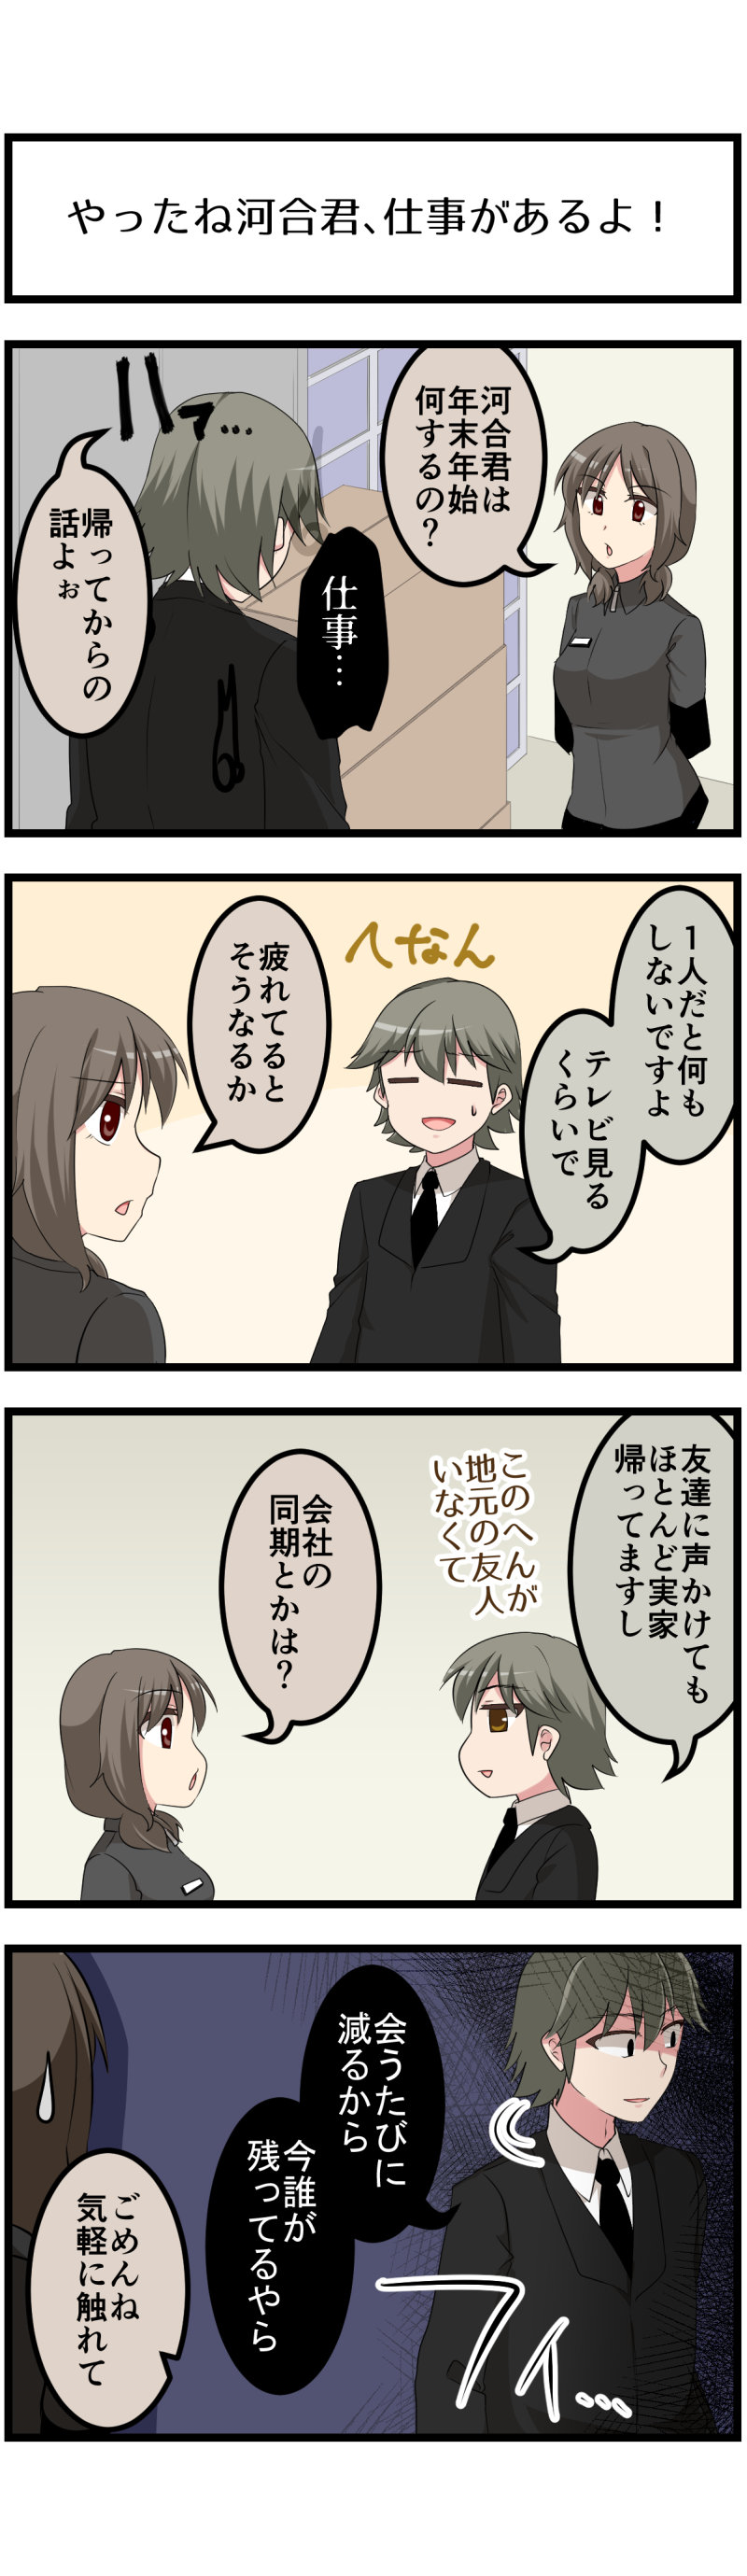 やったね河合君、仕事があるよ！
河合君は
年末年始
何するの？
仕事…
帰ってからの
話よぉ
１人だと何も
しないですよ
テレビ見る
くらいで
へなん
疲れてると
そうなるか
友達に声かけても
ほとんど実家
帰ってますし
このへんが
地元の友人
いなくて
会社の
同期とかは？
会うたびに
減るから
今誰が
残ってるやら
フイ…
ごめんね
気軽に触れて